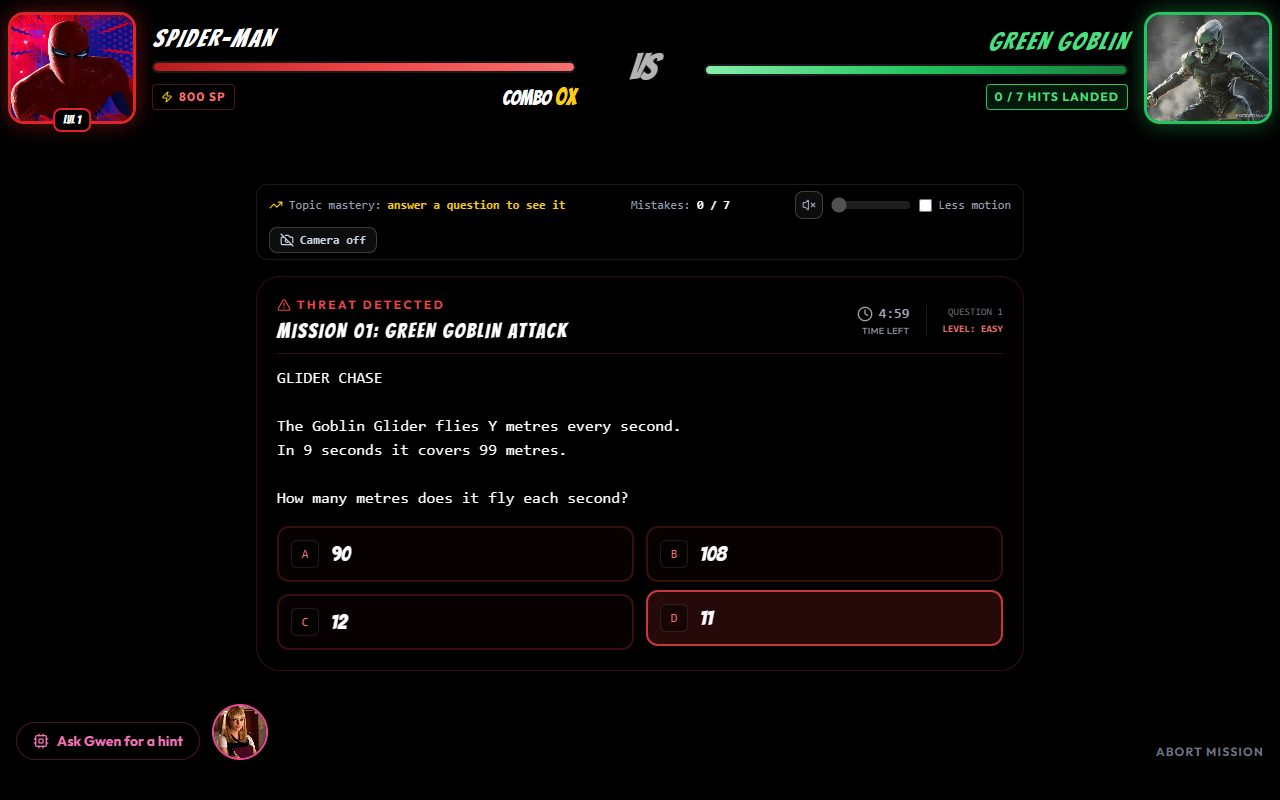 SPIDER-MAN
800 SP
COMBO 0X
LVL 1
VS
GREEN GOBLIN
0 / 7 HITS LANDED
Topic mastery: answer a question to see it
Mistakes: 0 / 7
Less motion
Camera off
THREAT DETECTED
MISSION 01: GREEN GOBLIN ATTACK
4:59
TIME LEFT
QUESTION 1
LEVEL: EASY
GLIDER CHASE
The Goblin Glider flies Y metres every second.
In 9 seconds it covers 99 metres.
How many metres does it fly each second?
A 90
B 108
C 12
D 11
Ask Gwen for a hint
ABORT MISSION